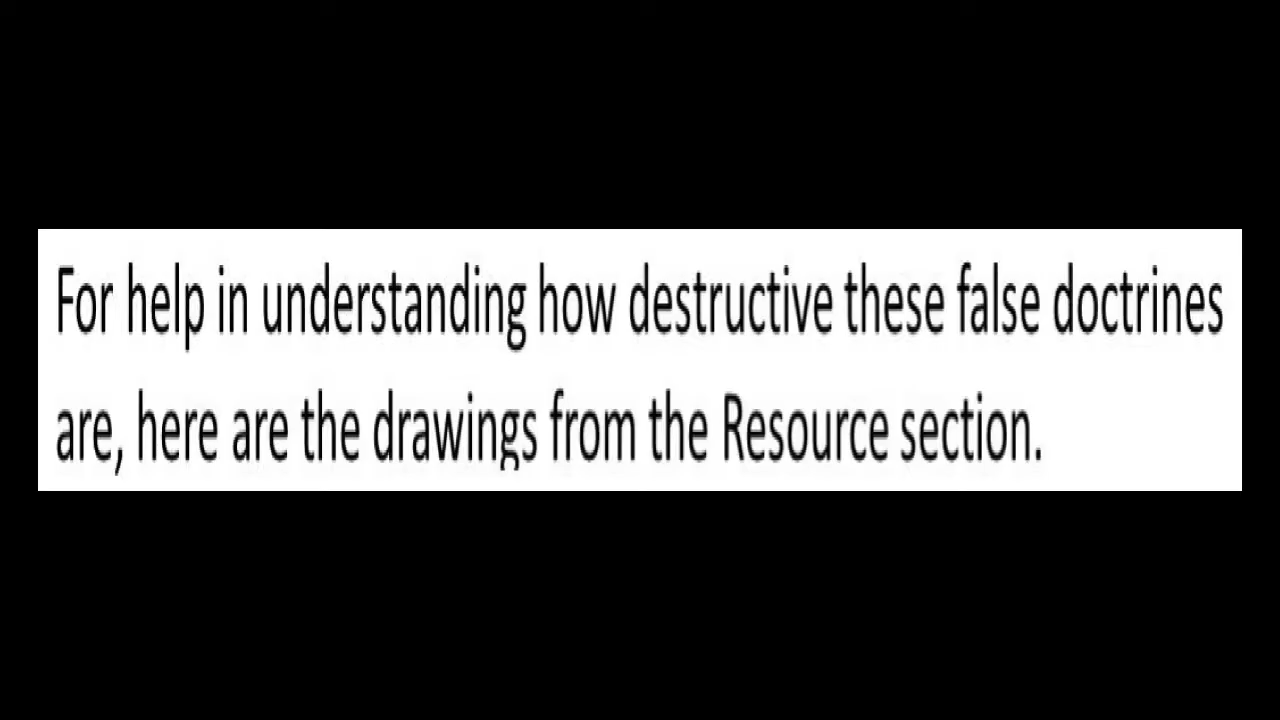 For help in understanding how destructive these false doctrines
are, here are the drawings from the Resource section.